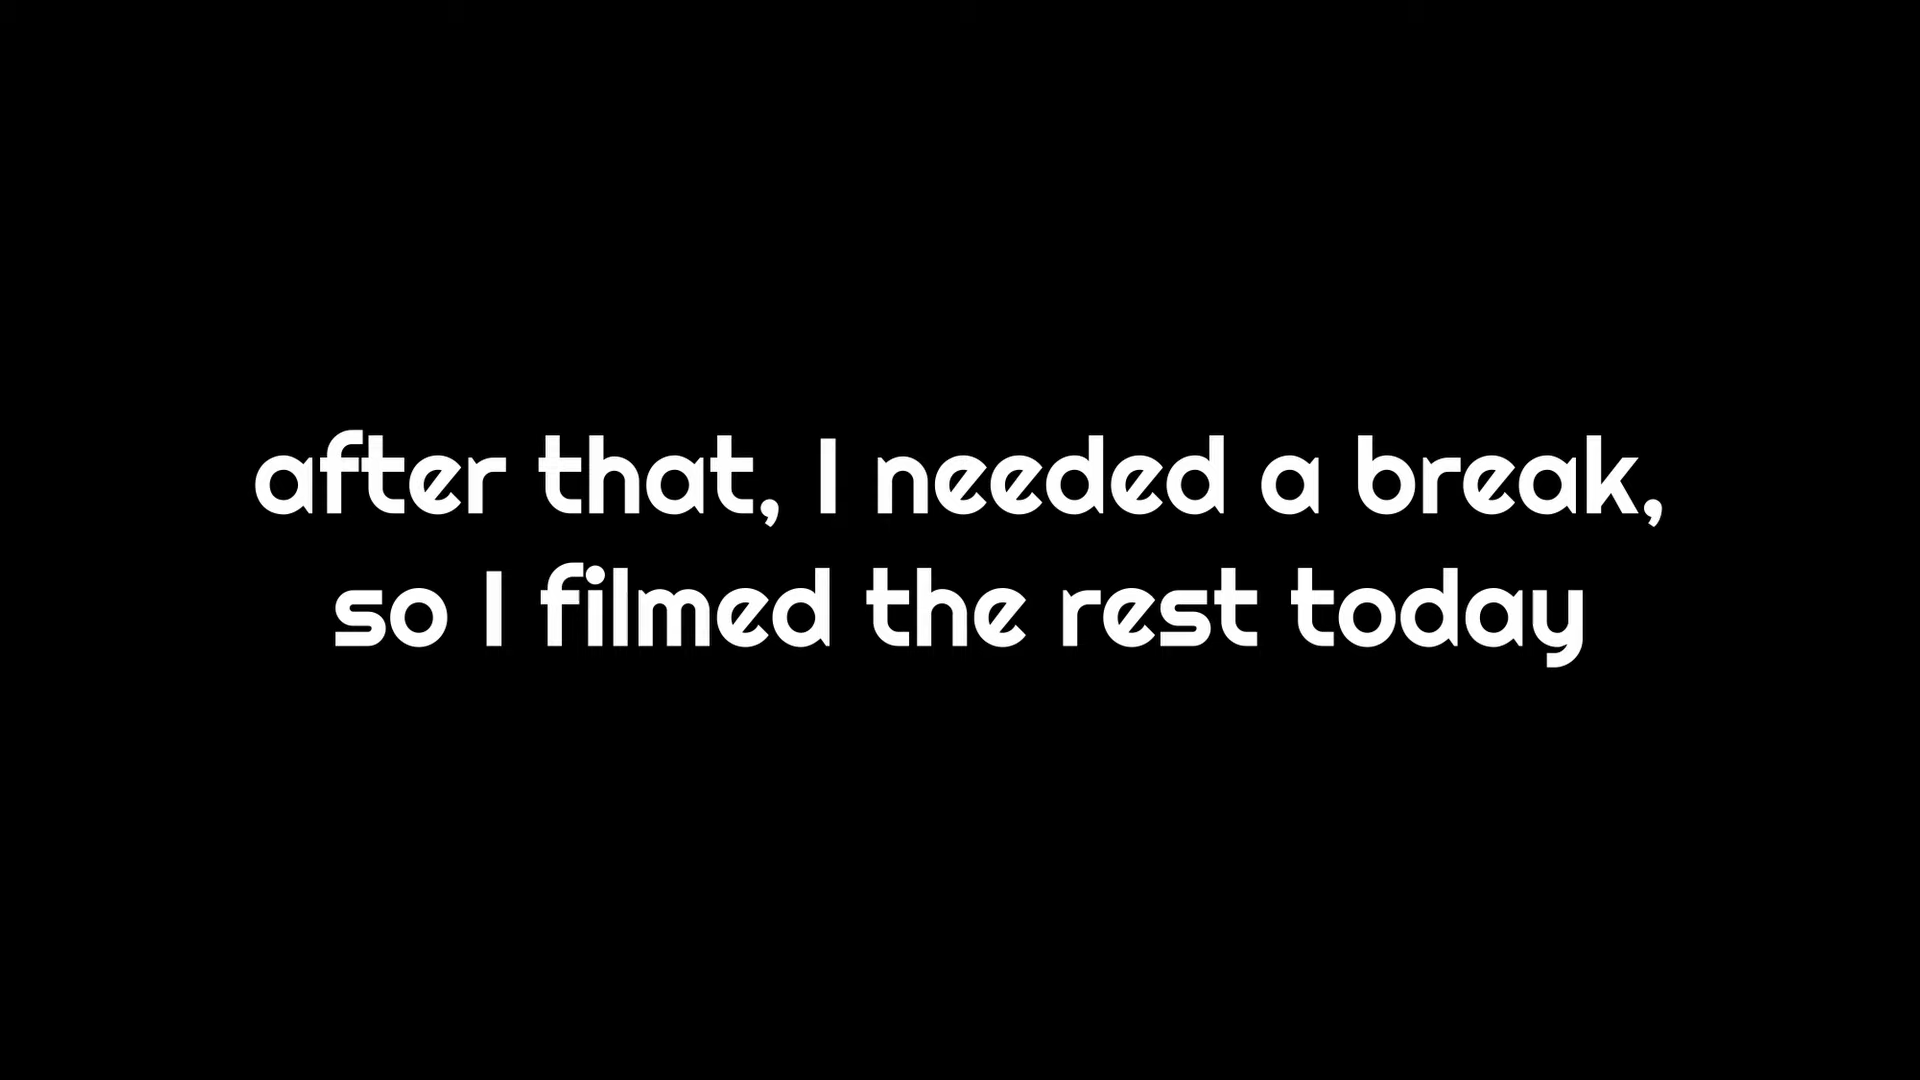 after that, I needed a break,
so I filmed the rest today